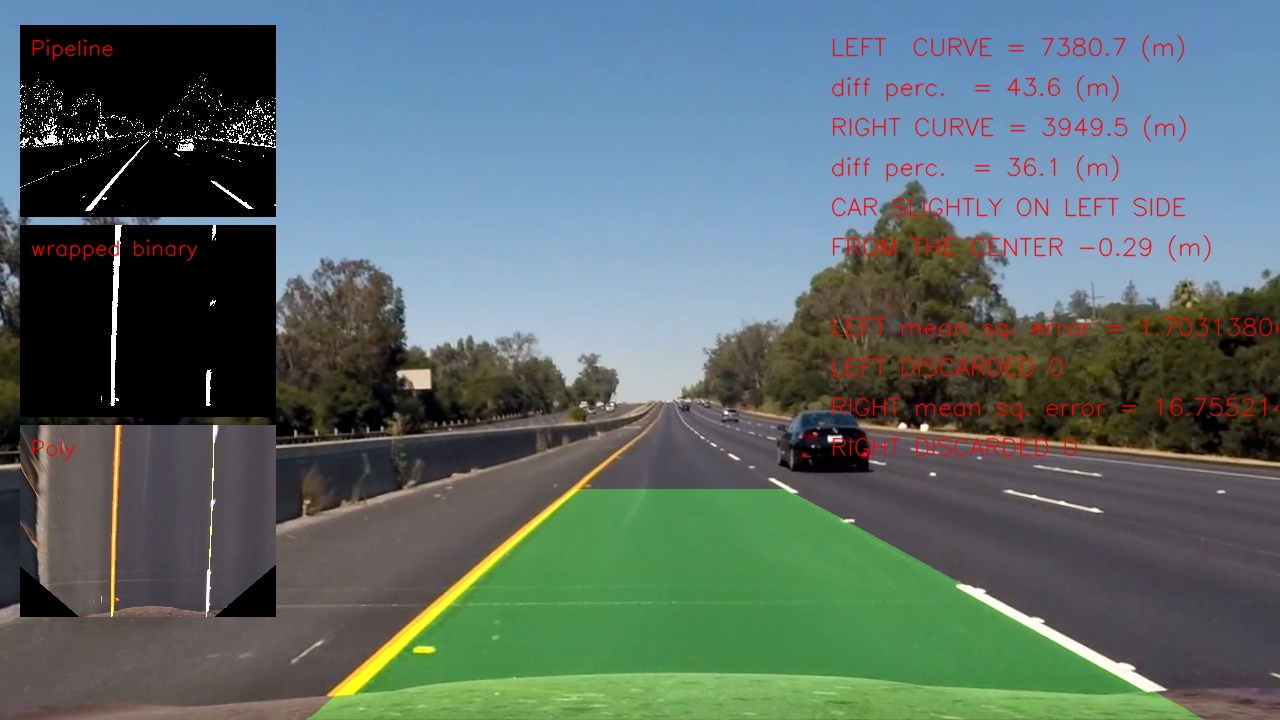 Pipeline
wrapped binary
Poly
LEFT CURVE = 7380.7 (m)
diff perc. = 43.6 (m)
RIGHT CURVE = 3949.5 (m)
diff perc. = 36.1 (m)
CAR SLIGHTLY ON LEFT SIDE
FROM THE CENTER -0.29 (m)
LEFT mean sq. error = 1.7031380
LEFT DISCARDED 0
RIGHT mean sq. error = 16.75521
RIGHT DISCARDED 0